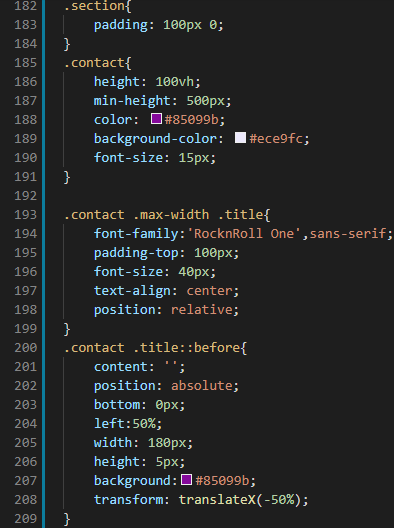 182 .section{
183 padding: 100px 0;
184 }
185 .contact{
186 height: 100vh;
187 min-height: 500px;
188 color: #85099b;
189 background-color: #ece9fc;
190 font-size: 15px;
191 }
192
193 .contact .max-width .title{
194 font-family:'RocknRoll One',sans-serif;
195 padding-top: 100px;
196 font-size: 40px;
197 text-align: center;
198 position: relative;
199 }
200 .contact .title::before{
201 content: '';
202 position: absolute;
203 bottom: 0px;
204 left:50%;
205 width: 180px;
206 height: 5px;
207 background:#85099b;
208 transform: translateX(-50%);
209 }